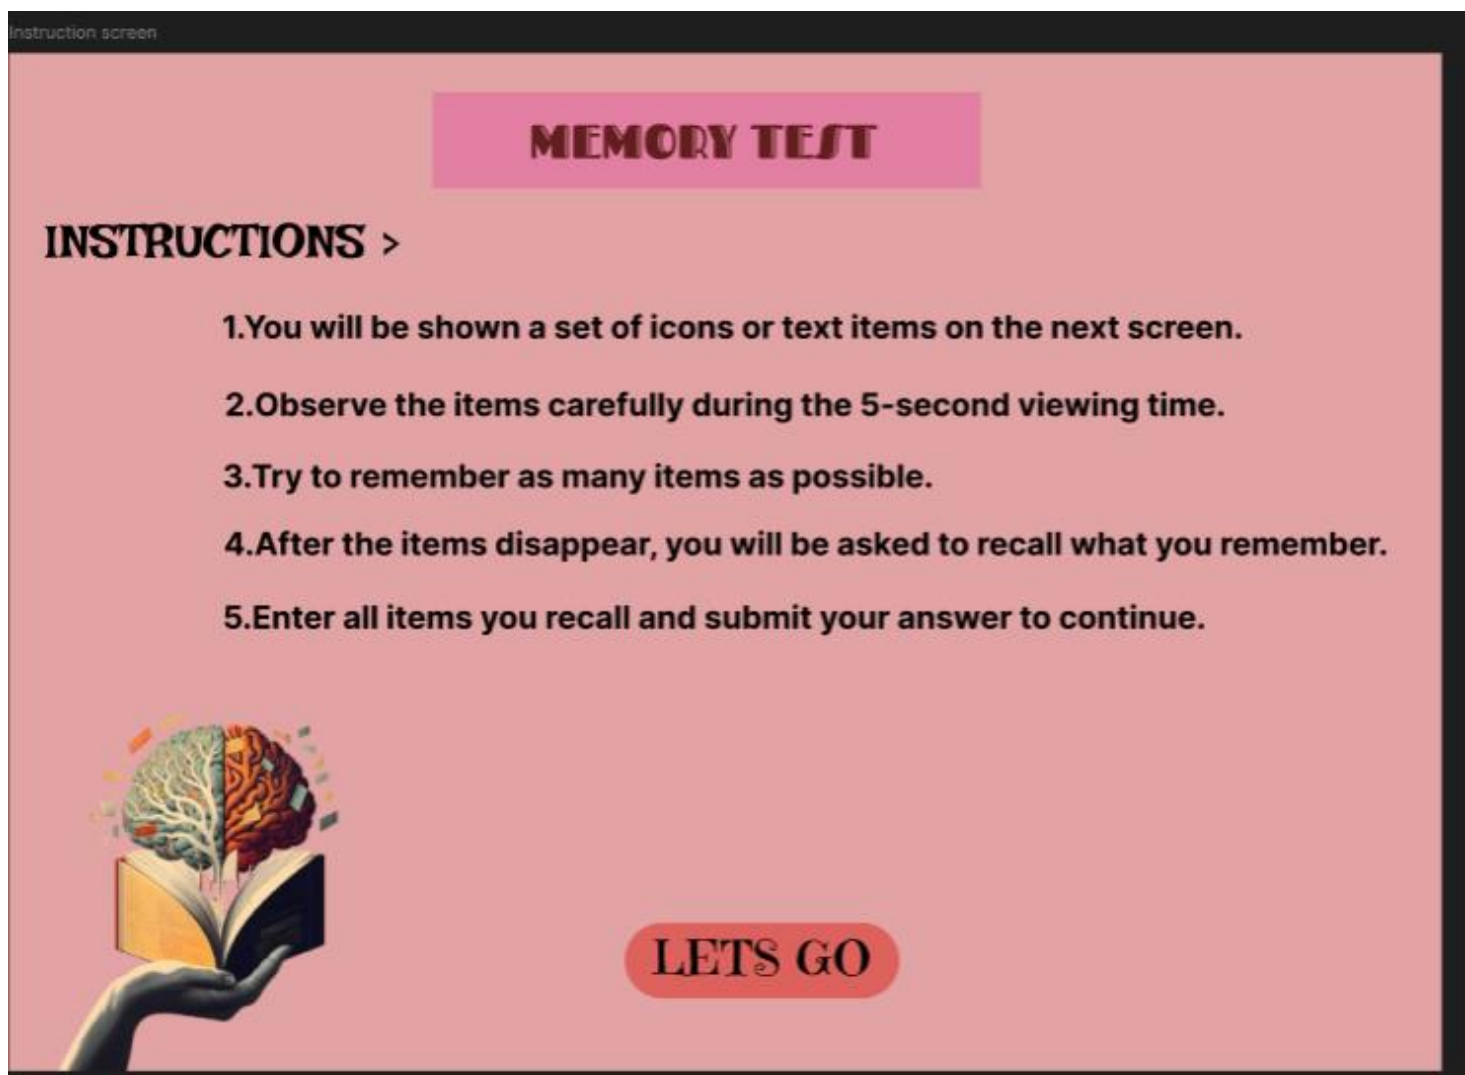 Instruction screen
MEMORY TEST
INSTRUCTIONS >
1.You will be shown a set of icons or text items on the next screen.
2.Observe the items carefully during the 5-second viewing time.
3.Try to remember as many items as possible.
4.After the items disappear, you will be asked to recall what you remember.
5.Enter all items you recall and submit your answer to continue.
LETS GO